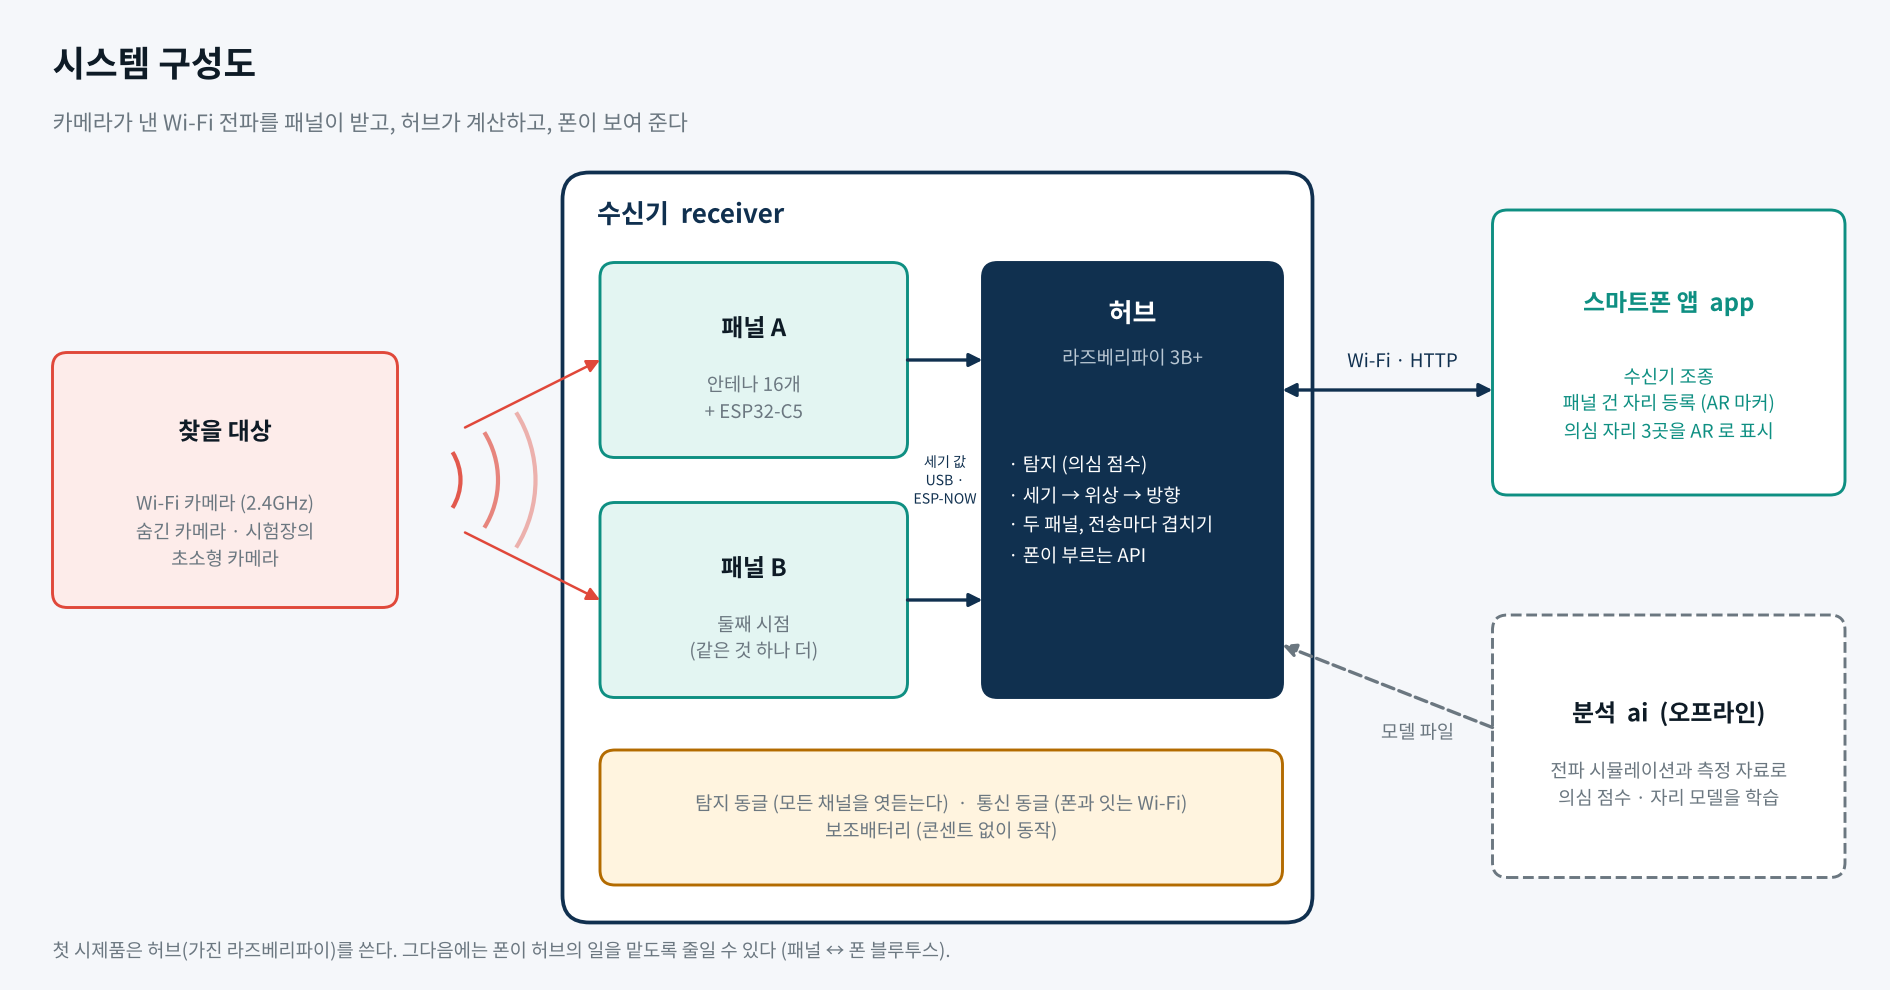 시스템 구성도
카메라가 낸 Wi-Fi 전파를 패널이 받고, 허브가 계산하고, 폰이 보여 준다
찾을 대상
Wi-Fi 카메라 (2.4GHz)
숨긴 카메라 · 시험장의
초소형 카메라
수신기 receiver
패널 A
안테나 16개
+ ESP32-C5
패널 B
둘째 시점
(같은 것 하나 더)
세기 값
USB ·
ESP-NOW
허브
라즈베리파이 3B+
· 탐지 (의심 점수)
· 세기 → 위상 → 방향
· 두 패널, 전송마다 겹치기
· 폰이 부르는 API
탐지 동글 (모든 채널을 엿듣는다) · 통신 동글 (폰과 잇는 Wi-Fi)
보조배터리 (콘센트 없이 동작)
Wi-Fi · HTTP
스마트폰 앱 app
수신기 조종
패널 건 자리 등록 (AR 마커)
의심 자리 3곳을 AR 로 표시
모델 파일
분석 ai (오프라인)
전파 시뮬레이션과 측정 자료로
의심 점수 · 자리 모델을 학습
첫 시제품은 허브(가진 라즈베리파이)를 쓴다. 그다음에는 폰이 허브의 일을 맡도록 줄일 수 있다 (패널 ↔ 폰 블루투스).